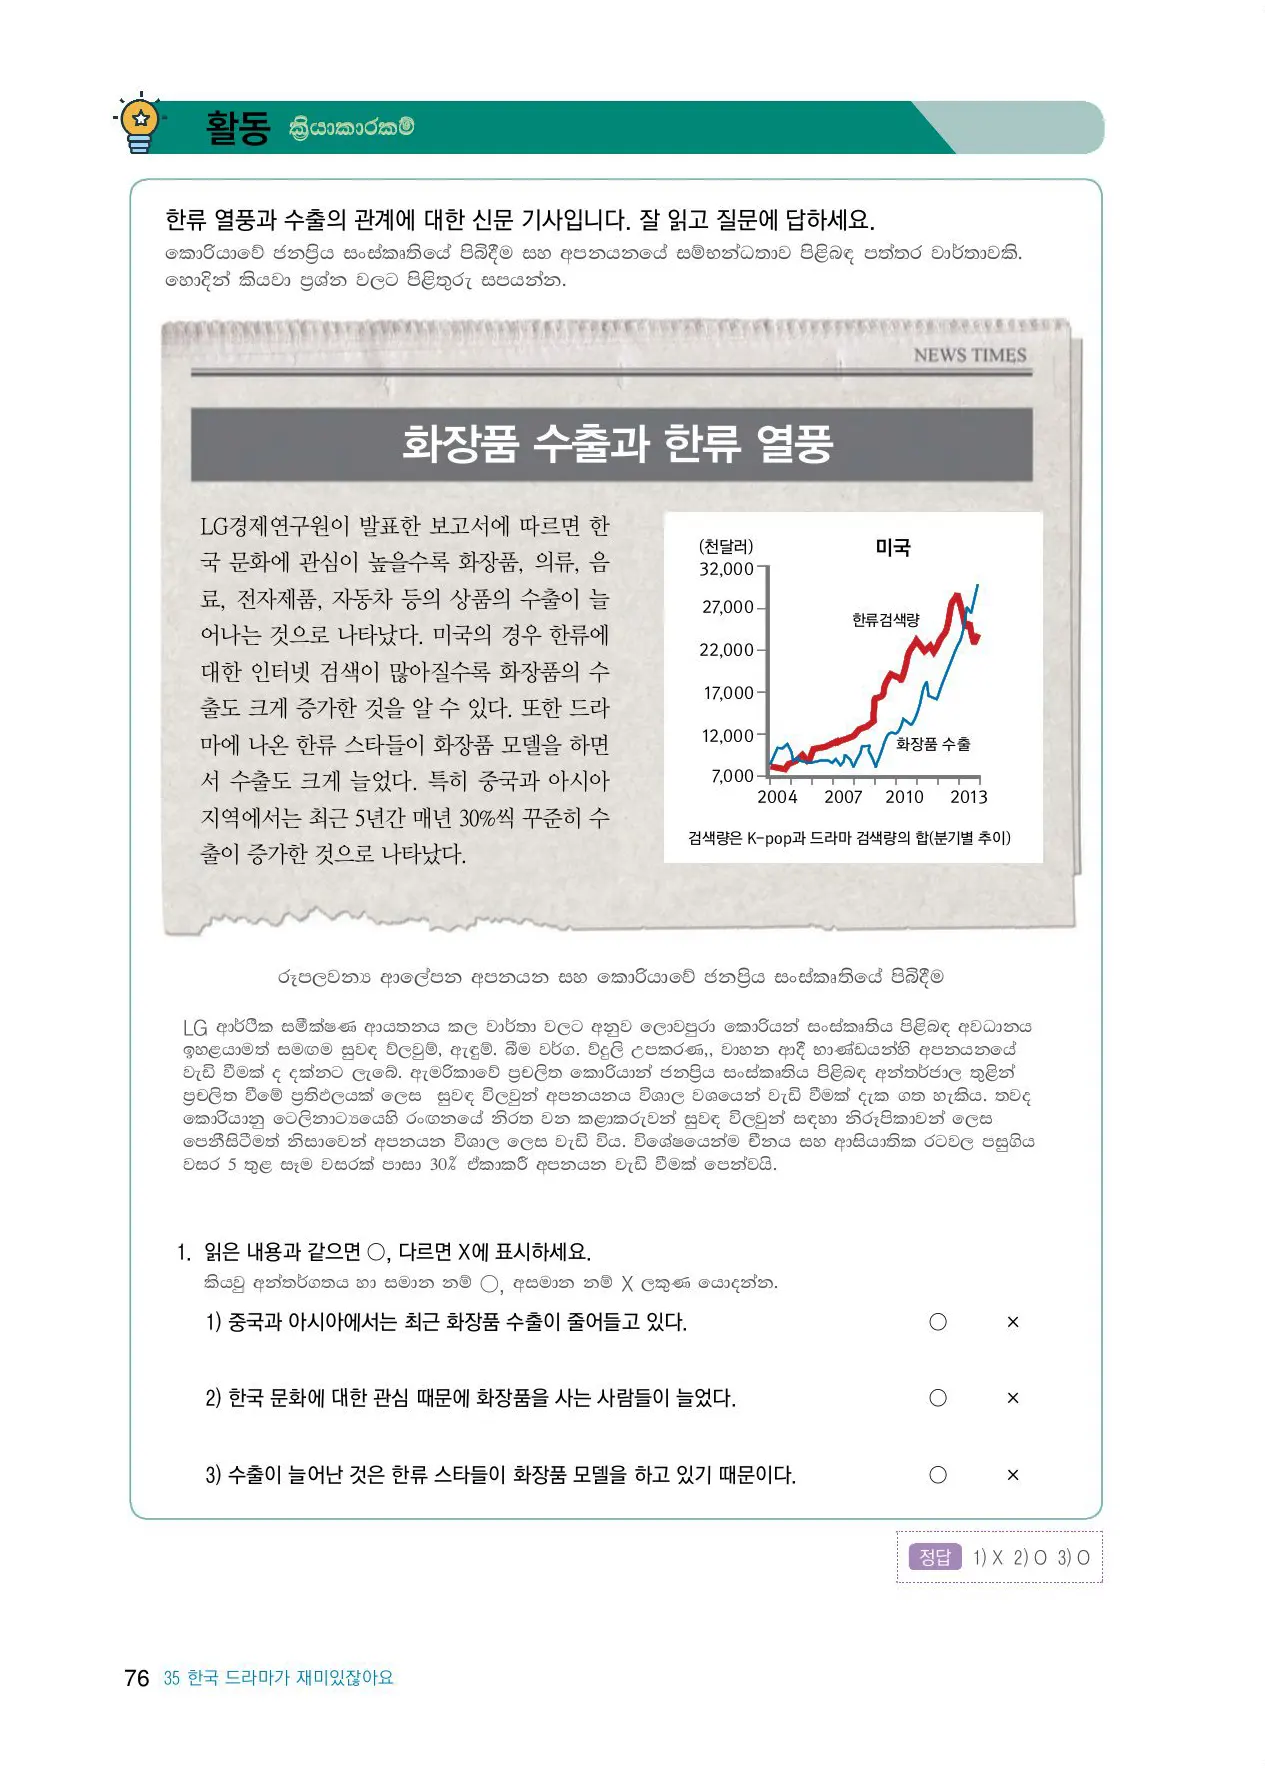 활동 ක්‍රියාකාරකම්
한류 열풍과 수출의 관계에 대한 신문 기사입니다. 잘 읽고 질문에 답하세요.
කොරියාවේ ජනප්‍රිය සංස්කෘතියේ පිබිදීම සහ අපනයනයේ සම්භන්ධතාව පිළිබඳ පත්තර වාර්තාවකි.
හොඳින් කියවා ප්‍රශ්න වලට පිළිතුරු සපයන්න.
NEWS TIMES
화장품 수출과 한류 열풍
LG경제연구원이 발표한 보고서에 따르면 한
국 문화에 관심이 높을수록 화장품, 의류, 음
료, 전자제품, 자동차 등의 상품의 수출이 늘
어나는 것으로 나타났다. 미국의 경우 한류에
대한 인터넷 검색이 많아질수록 화장품의 수
출도 크게 증가한 것을 알 수 있다. 또한 드라
마에 나온 한류 스타들이 화장품 모델을 하면
서 수출도 크게 늘었다. 특히 중국과 아시아
지역에서는 최근 5년간 매년 30%씩 꾸준히 수
출이 증가한 것으로 나타났다.
(천달러) 미국
32,000
27,000
한류검색량
22,000
17,000
12,000
화장품 수출
7,000
2004 2007 2010 2013
검색량은 K-pop과 드라마 검색량의 합(분기별 추이)
රූපලවන්‍ය ආලේපන අපනයන සහ කොරියාවේ ජනප්‍රිය සංස්කෘතියේ පිබිදීම
LG ආර්ථික සමීක්ෂණ ආයතනය කල වාර්තා වලට අනුව ලොවපුරා කොරියන් සංස්කෘතිය පිළිබඳ අවධානය
ඉහළයාමත් සමඟම සුවඳ විලවුම්, ඇඳුම්. බීම වර්ග. විදුලි උපකරණ,, වාහන ආදී භාණ්ඩයන්හි අපනයනයේ
වැඩි වීමක් ද දක්නට ලැබේ. ඇමරිකාවේ ප්‍රචලිත කොරියාන් ජනප්‍රිය සංස්කෘතිය පිළිබඳ අන්තර්ජාල තුළින්
ප්‍රචලිත වීමේ ප්‍රතිඵලයක් ලෙස සුවඳ විලවුන් අපනයනය විශාල වශයෙන් වැඩි වීමක් දැක ගත හැකිය. තවද
කොරියානු ටෙලිනාට්‍යයෙහි රංඟනයේ නිරත වන කළාකරුවන් සුවඳ විලවුන් සඳහා නිරූපිකාවන් ලෙස
පෙනීසිටීමත් නිසාවෙන් අපනයන විශාල ලෙස වැඩි විය. විශේෂයෙන්ම චීනය සහ ආසියාතික රටවල පසුගිය
වසර 5 තුළ සෑම වසරක් පාසා 30% ඒකාකරී අපනයන වැඩි වීමක් පෙන්වයි.
1. 읽은 내용과 같으면 ○, 다르면 X에 표시하세요.
කියවූ අන්තර්ගතය හා සමාන නම් ○, අසමාන නම් X ලකුණ යොදන්න.
1) 중국과 아시아에서는 최근 화장품 수출이 줄어들고 있다. ○ ×
2) 한국 문화에 대한 관심 때문에 화장품을 사는 사람들이 늘었다. ○ ×
3) 수출이 늘어난 것은 한류 스타들이 화장품 모델을 하고 있기 때문이다. ○ ×
정답 1) X 2) O 3) O
76 35 한국 드라마가 재미있잖아요